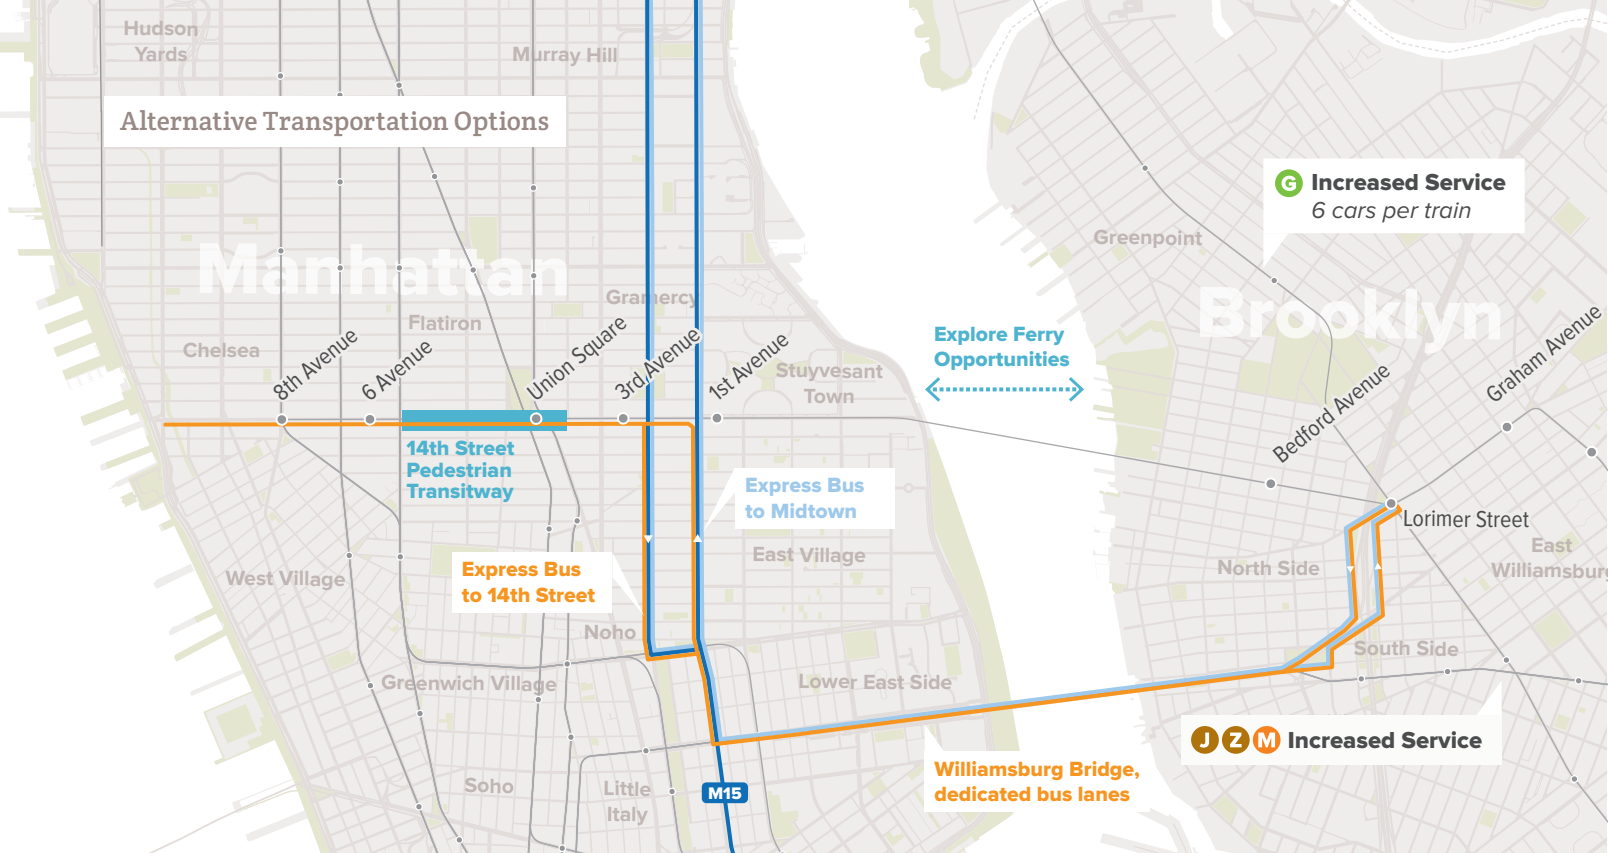 Hudson
Yards
Murray Hill
Alternative Transportation Options
G Increased Service
6 cars per train
Greenpoint
Manhattan
Gramercy
Brooklyn
Flatiron
Chelsea
8th Avenue
6 Avenue
Union Square
3rd Avenue
1st Avenue
Stuyvesant
Town
Explore Ferry
Opportunities
Graham Avenue
Bedford Avenue
14th Street
Pedestrian
Transitway
Express Bus
to Midtown
Lorimer Street
East
Williamsburg
East Village
North Side
West Village
Express Bus
to 14th Street
Noho
South Side
Greenwich Village
Lower East Side
J Z M Increased Service
Williamsburg Bridge,
dedicated bus lanes
Soho
Little
Italy
M15